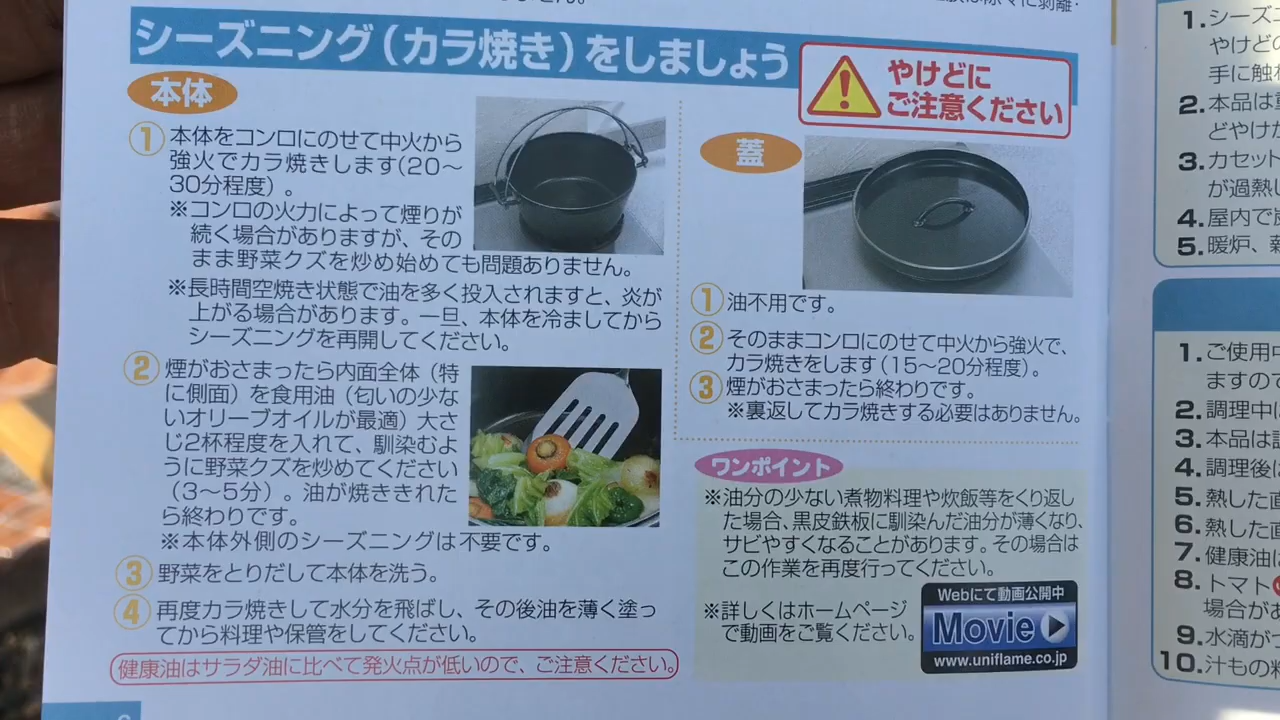 シーズニング(カラ焼き)をしましょう
やけどに
ご注意ください
本体
① 本体をコンロにのせて中火から
強火でカラ焼きします(20〜
30分程度)。
※コンロの火力によって煙りが
続く場合がありますが、その
まま野菜クズを炒め始めても問題ありません。
※長時間空焼き状態で油を多く投入されますと、炎が
上がる場合があります。一旦、本体を冷ましてから
シーズニングを再開してください。
② 煙がおさまったら内面全体(特
に側面)を食用油(匂いの少な
いオリーブオイルが最適)大さ
じ2杯程度を入れて、馴染むよ
うに野菜クズを炒めてください
(3〜5分)。油が焼ききれた
ら終わりです。
※本体外側のシーズニングは不要です。
③ 野菜をとりだして本体を洗う。
④ 再度カラ焼きして水分を飛ばし、その後油を薄く塗っ
てから料理や保管をしてください。
健康油はサラダ油に比べて発火点が低いので、ご注意ください。
蓋
① 油不用です。
② そのままコンロにのせて中火から強火で、
カラ焼きをします(15〜20分程度)。
③ 煙がおさまったら終わりです。
※裏返してカラ焼きする必要はありません。
ワンポイント
※油分の少ない煮物料理や炊飯等をくり返し
た場合、黒皮鉄板に馴染んだ油分が薄くなり、
サビやすくなることがあります。その場合は
この作業を再度行ってください。
※詳しくはホームページ
で動画をご覧ください。
Webにて動画公開中
Movie
www.uniflame.co.jp
1. シーズニ
やけどの
手に触れ
2. 本品は
どやけか
3. カセット
が過熱し
4. 屋内で
5. 暖炉、
1. ご使用中
ますので
2. 調理中に
3. 本品は
4. 調理後に
5. 熱した
6. 熱した
7. 健康油は
8. トマト
場合があ
9. 水滴が
10. 汁もの